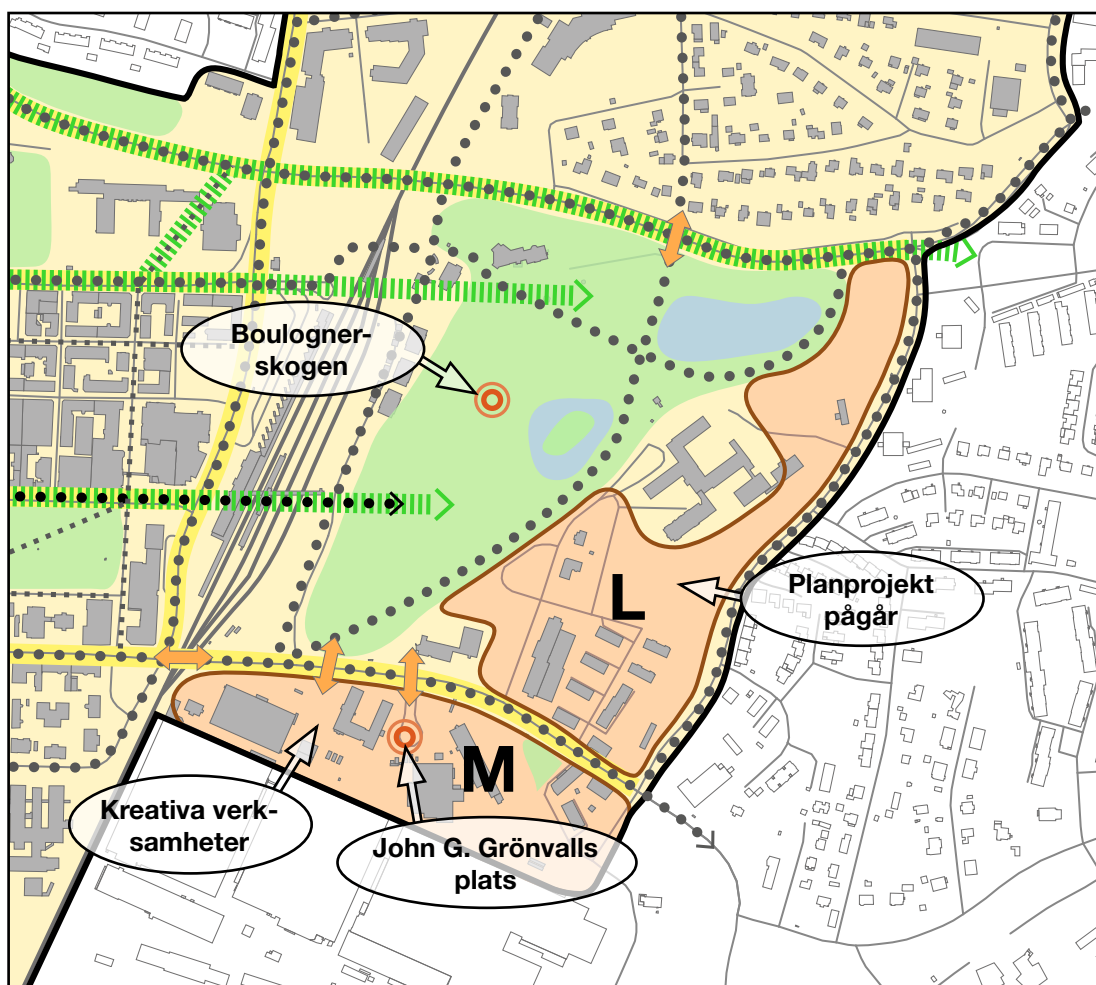 Boulogner-
skogen
L
Planprojekt
pågår
M
Kreativa verk-
samheter
John G. Grönvalls
plats